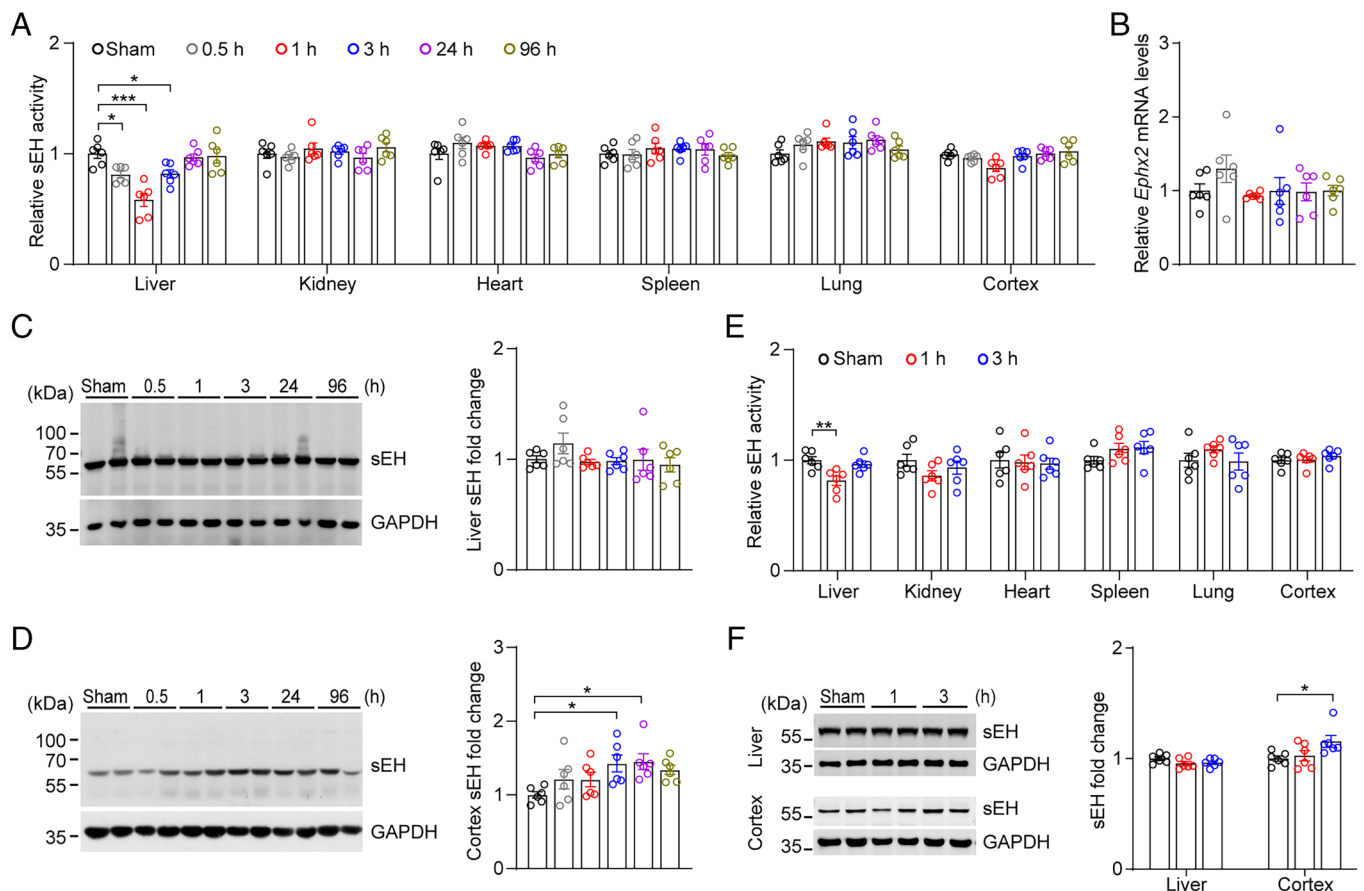 A
Relative sEH activity
2
1
0
Sham 0.5 h 1 h 3 h 24 h 96 h
*
***
*
Liver Kidney Heart Spleen Lung Cortex
B
Relative Ephx2 mRNA levels
3
2
1
0
C
(kDa) Sham 0.5 1 3 24 96 (h)
100
70
55
35
sEH
GAPDH
Liver sEH fold change
2
1
0
D
(kDa) Sham 0.5 1 3 24 96 (h)
100
70
55
35
sEH
GAPDH
Cortex sEH fold change
3
2
1
0
*
*
E
Relative sEH activity
2
1
0
Sham 1 h 3 h
**
Liver Kidney Heart Spleen Lung Cortex
F
(kDa) Sham 1 3 (h)
Liver
55
35
sEH
GAPDH
Cortex
55
35
sEH
GAPDH
sEH fold change
2
1
0
*
Liver Cortex